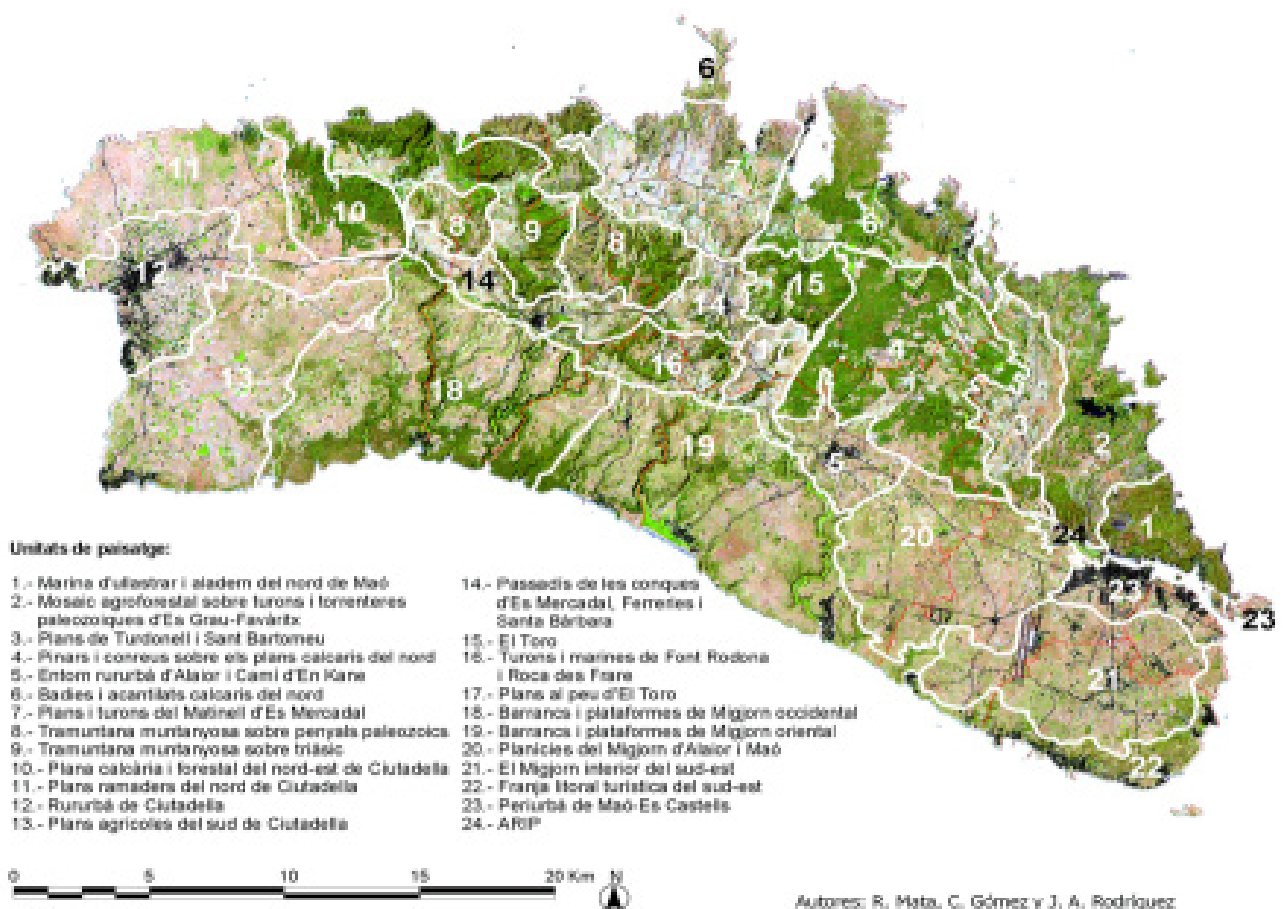 6
7
11
10
8
9
8
6
15
12
14
14
17
4
16
13
18
3
19
2
5
20
1
24
23
23
21
22
Unitats de paisatge:
1.- Marina d'ullastrar i aladern del nord de Maó
2.- Mosaic agroforestal sobre turons i torrenteres
paleozoiques d'Es Grau-Favàritx
3.- Plans de Turdonell i Sant Bartomeu
4.- Pinars i conreus sobre els plans calcaris del nord
5.- Entorn rururbà d'Alaior i Camí d'En Kane
6.- Badies i acantilats calcaris del nord
7.- Plans i turons del Matinell d'Es Mercadal
8.- Tramuntana muntanyosa sobre penyals paleozoics
9.- Tramuntana muntanyosa sobre triàsic
10.- Plana calcària i forestal del nord-est de Ciutadella
11.- Plans ramaders del nord de Ciutadella
12.- Rururbà de Ciutadella
13.- Plans agrícoles del sud de Ciutadella
14.- Passadís de les conques
d'Es Mercadal, Ferreries i
Santa Bàrbara
15.- El Toro
16.- Turons i marines de Font Rodona
i Roca des Frare
17.- Plans al peu d'El Toro
18.- Barrancs i plataformes de Migjorn occidental
19.- Barrancs i plataformes de Migjorn oriental
20.- Planícies del Migjorn d'Alaior i Maó
21.- El Migjorn interior del sud-est
22.- Franja litoral turística del sud-est
23.- Periurbà de Maó-Es Castells
24.- ARIP
0 5 10 15 20 Km N
Autores: R. Mata, C. Gómez y J. A. Rodríguez